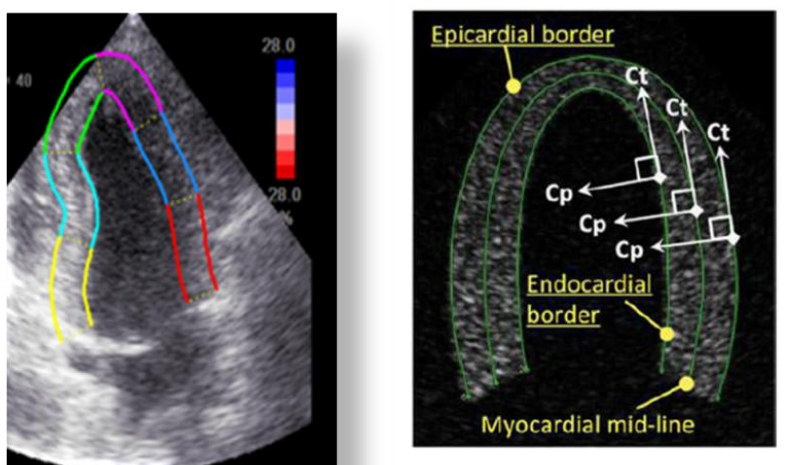 28.0
40
28.0
%
Epicardial border
Ct
Ct
Ct
Cp
Cp
Cp
Endocardial
border
Myocardial mid-line